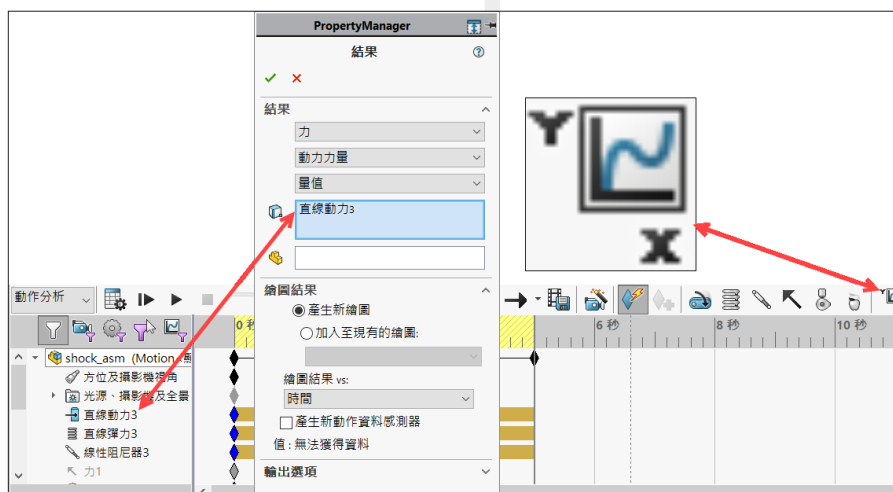 PropertyManager
結果
結果
力
動力力量
量值
直線動力3
繪圖結果
產生新繪圖
加入至現有的繪圖:
繪圖結果 vs:
時間
產生新動作資料感測器
值 : 無法獲得資料
輸出選項
Y
X
動作分析
0 秒
6 秒
8 秒
10 秒
shock_asm (Motion
方位及攝影機視角
光源、攝影機及全景
直線動力3
直線彈力3
線性阻尼器3
力1